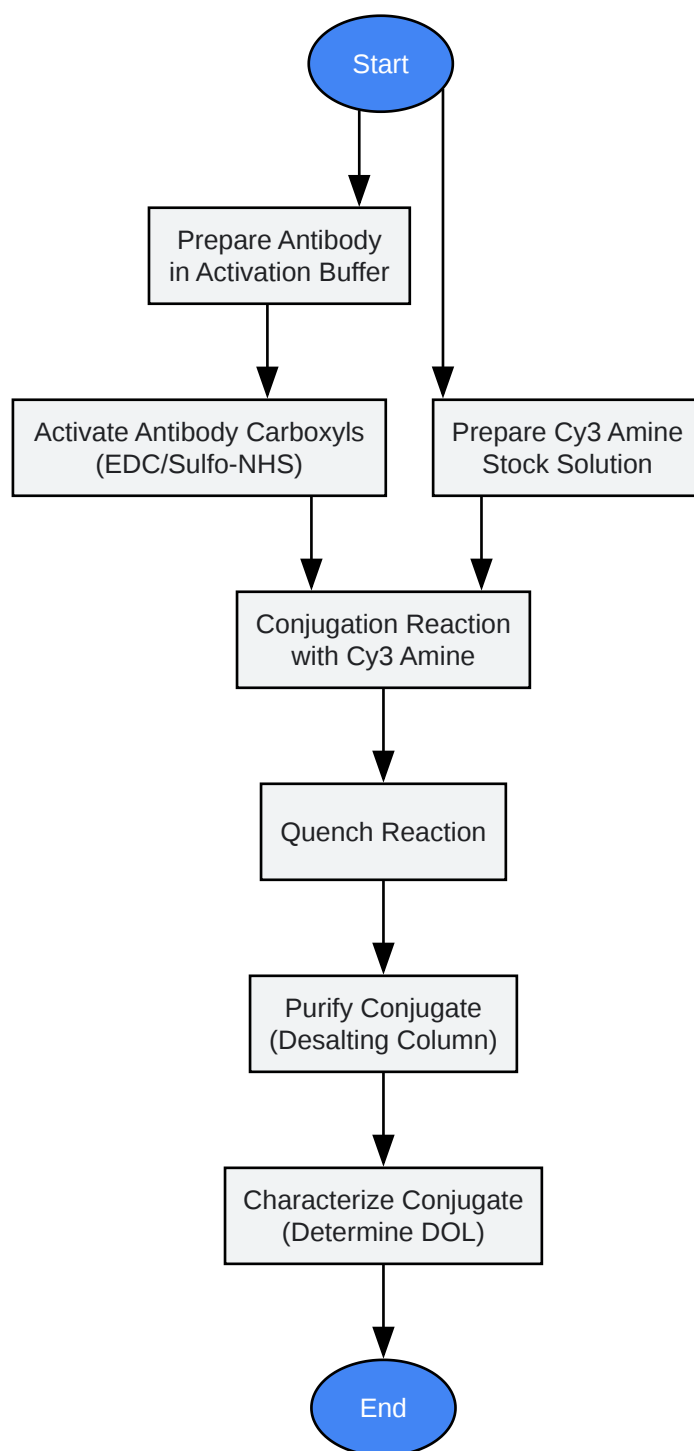 Start
Prepare Antibody
in Activation Buffer
Activate Antibody Carboxyls
(EDC/Sulfo-NHS)
Prepare Cy3 Amine
Stock Solution
Conjugation Reaction
with Cy3 Amine
Quench Reaction
Purify Conjugate
(Desalting Column)
Characterize Conjugate
(Determine DOL)
End